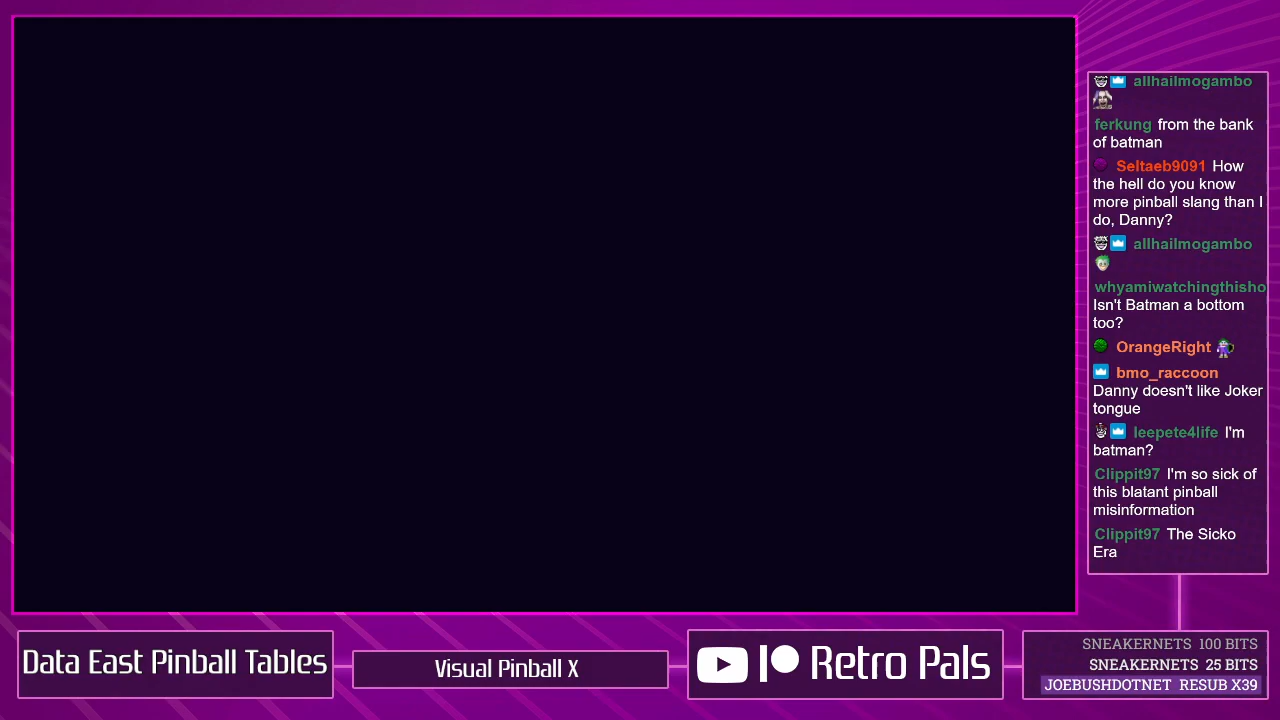 allhailmogambo
ferkung from the bank
of batman
Seltaeb9091 How
the hell do you know
more pinball slang than I
do, Danny?
allhailmogambo
whyamiwatchingthisho
Isn't Batman a bottom
too?
OrangeRight
bmo_raccoon
Danny doesn't like Joker
tongue
leepete4life I'm
batman?
Clippit97 I'm so sick of
this blatant pinball
misinformation
Clippit97 The Sicko
Era
Data East Pinball Tables
Visual Pinball X
Retro Pals
SNEAKERNETS 100 BITS
SNEAKERNETS 25 BITS
JOEBUSHDOTNET RESUB X39